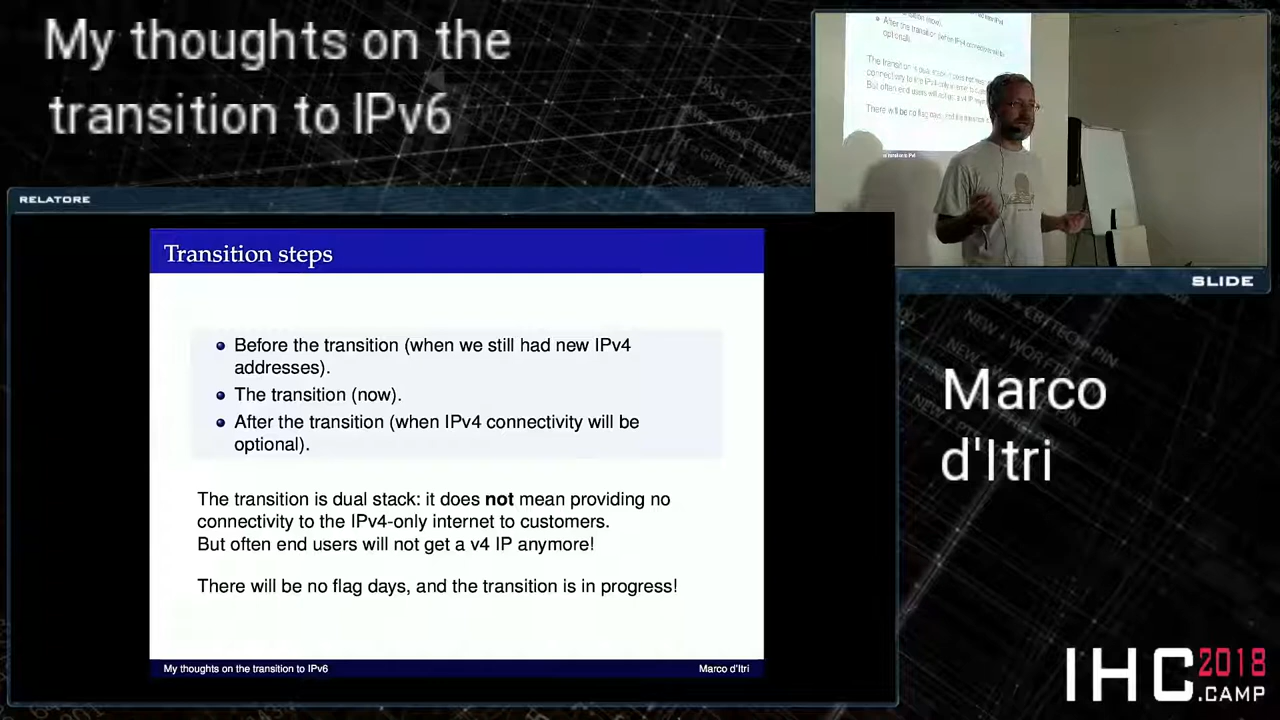 My thoughts on the
transition to IPv6
RELATORE
Transition steps
Before the transition (when we still had new IPv4
addresses).
The transition (now).
After the transition (when IPv4 connectivity will be
optional).
The transition is dual stack: it does not mean providing no
connectivity to the IPv4-only internet to customers.
But often end users will not get a v4 IP anymore!
There will be no flag days, and the transition is in progress!
My thoughts on the transition to IPv6
Marco d'Itri
SLIDE
Marco
d'Itri
IHC 2018
.CAMP